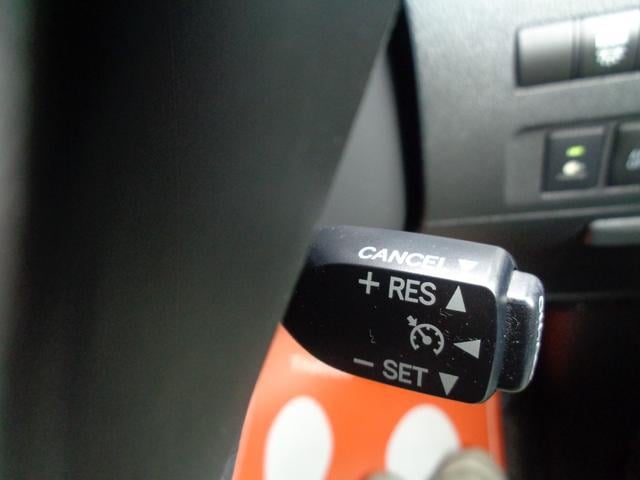 CANCEL ▼
+ RES ▲
◀
− SET ▼